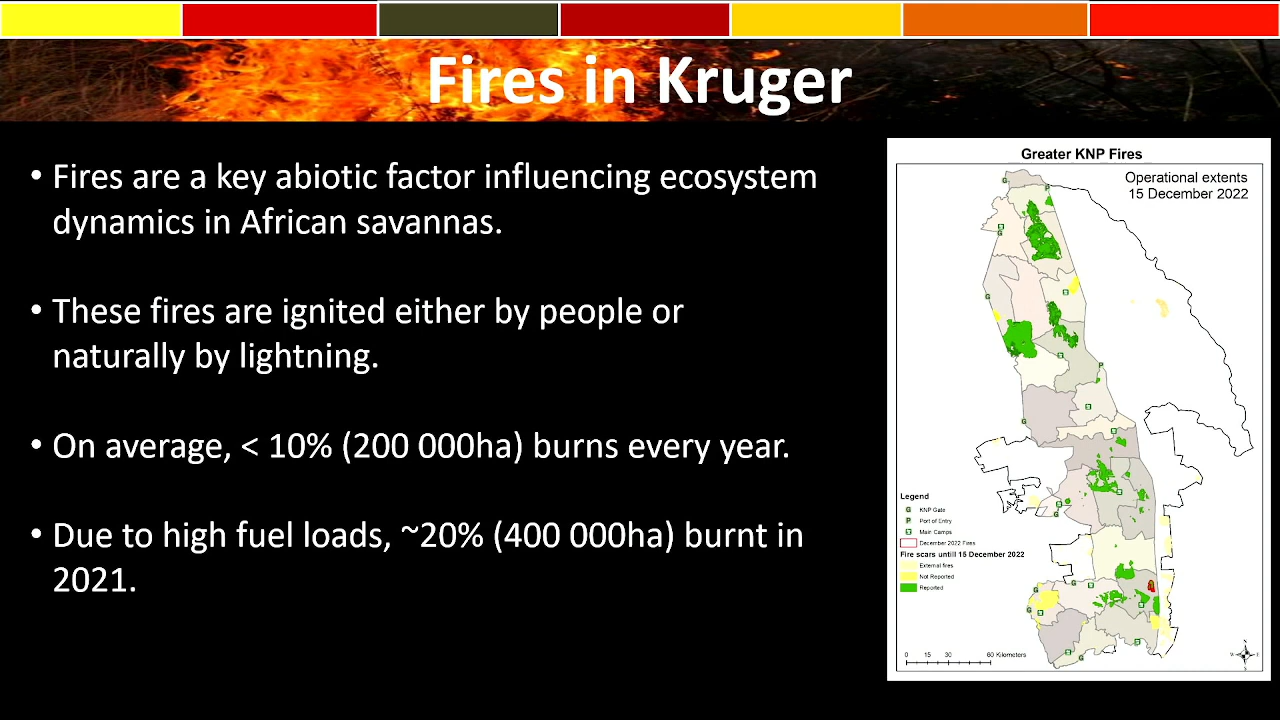 Fires in Kruger
• Fires are a key abiotic factor influencing ecosystem
dynamics in African savannas.
• These fires are ignited either by people or
naturally by lightning.
• On average, < 10% (200 000ha) burns every year.
• Due to high fuel loads, ~20% (400 000ha) burnt in
2021.
Greater KNP Fires
Operational extents
15 December 2022
Legend
G KNP Gate
P Port of Entry
Main Camps
December 2022 Fires
Fire scars untill 15 December 2022
External fires
Not Reported
Reported
0 15 30 60 Kilometers